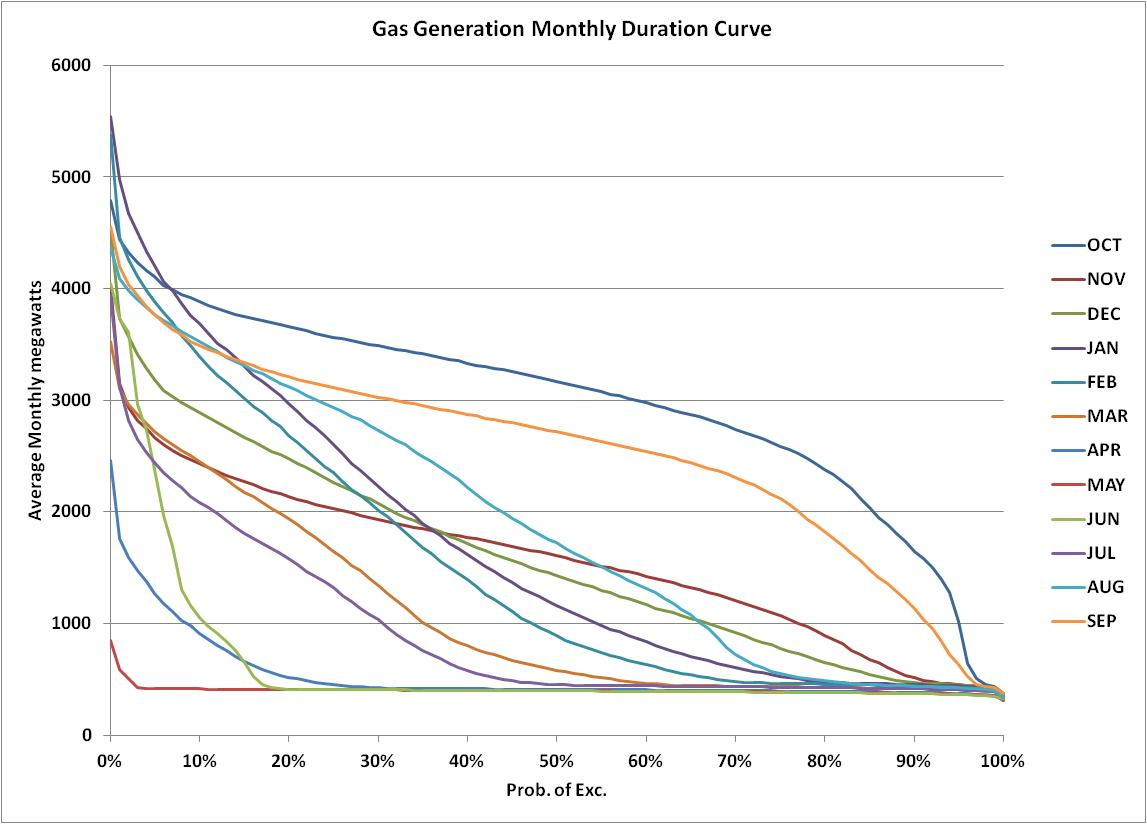 Gas Generation Monthly Duration Curve
6000
5000
4000
3000
2000
1000
0
Average Monthly megawatts
0% 10% 20% 30% 40% 50% 60% 70% 80% 90% 100%
Prob. of Exc.
OCT
NOV
DEC
JAN
FEB
MAR
APR
MAY
JUN
JUL
AUG
SEP